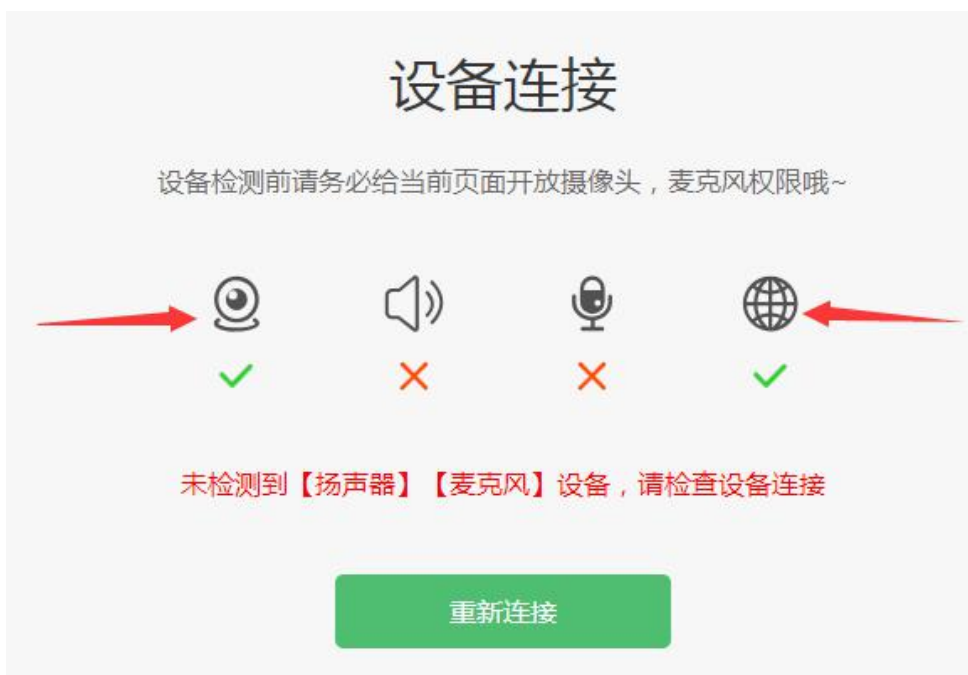 设备连接
设备检测前请务必给当前页面开放摄像头，麦克风权限哦~
未检测到【扬声器】【麦克风】设备，请检查设备连接
重新连接